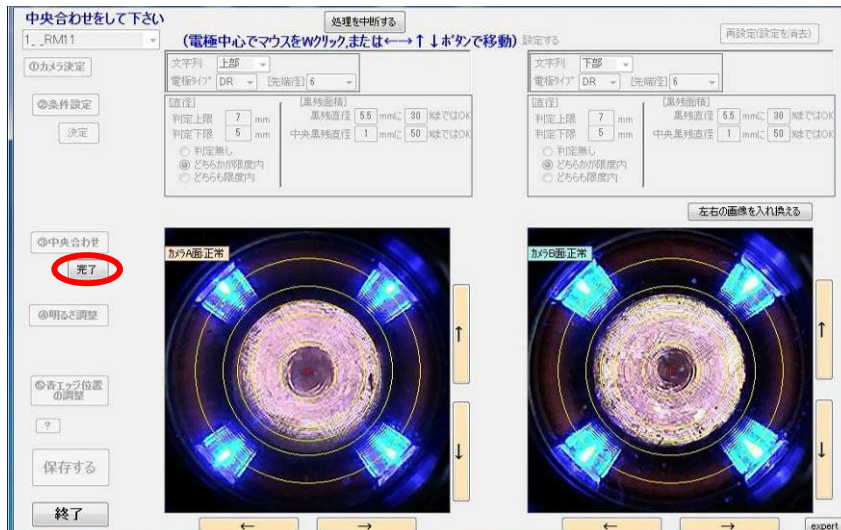 中央合わせをして下さい
処理を中断する
1._RM11
(電極中心でマウスをWクリック,または←→↑↓ボタンで移動)
設定する
再設定(設定を消去)
①カメラ決定
②条件設定
決定
文字列 上部
電極タイプ DR [先端径] 6
[直径]
判定上限 7 mm
判定下限 5 mm
判定無し
どちらかが限度内
どちらも限度内
[黒残面積]
黒残直径 5.5 mmに 30 %まではOK
中央黒残直径 1 mmに 50 %まではOK
文字列 下部
電極タイプ DR [先端径] 6
[直径]
判定上限 7 mm
判定下限 5 mm
判定無し
どちらかが限度内
どちらも限度内
[黒残面積]
黒残直径 5.5 mmに 30 %まではOK
中央黒残直径 1 mmに 50 %まではOK
左右の画像を入れ換える
③中央合わせ
完了
④明るさ調整
⑤青エッジ位置
の調整
?
保存する
終了
カメラA面:正常
↑
↓
← →
カメラB面:正常
↑
↓
← →
expert